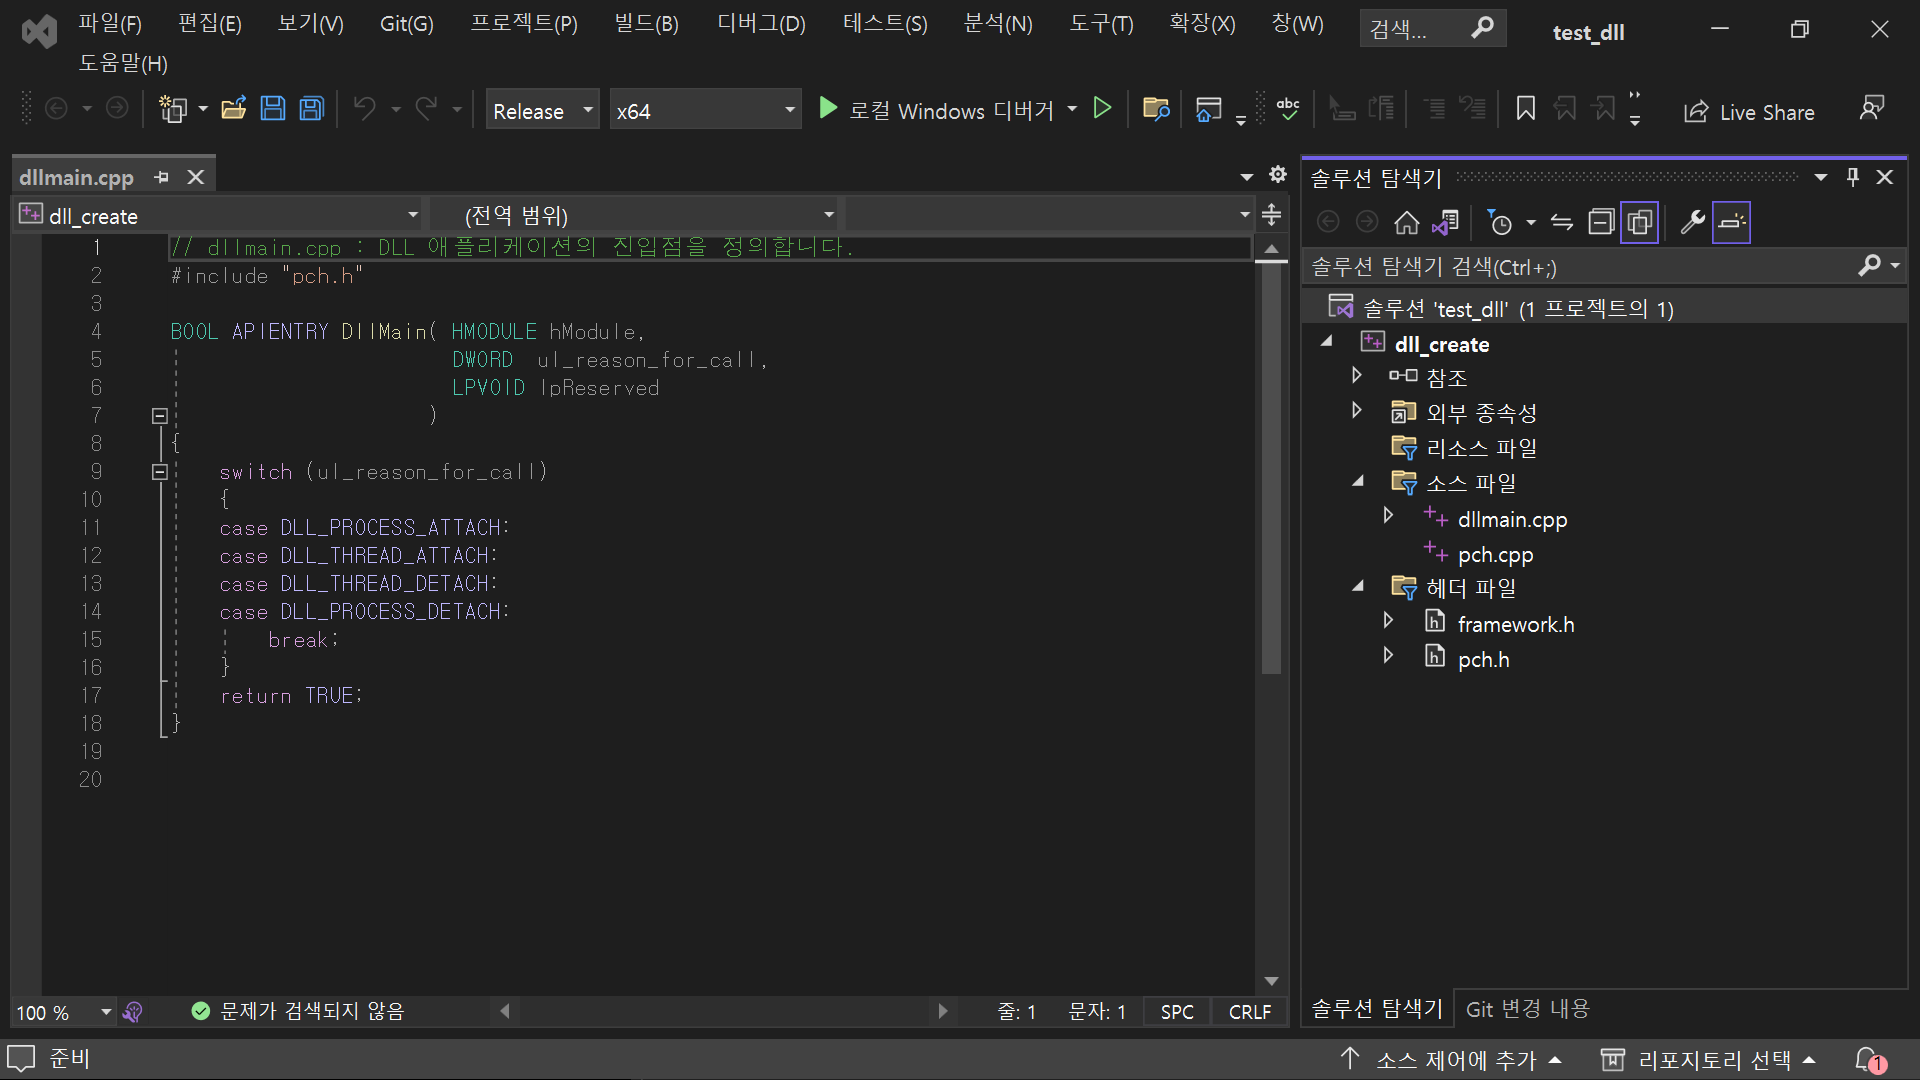 파일(F) 편집(E) 보기(V) Git(G) 프로젝트(P) 빌드(B) 디버그(D) 테스트(S) 분석(N) 도구(T) 확장(X) 창(W) 검색... test_dll
도움말(H)
Release x64 로컬 Windows 디버거 abc Live Share
dllmain.cpp
dll_create (전역 범위)
1 // dllmain.cpp : DLL 애플리케이션의 진입점을 정의합니다.
2 #include "pch.h"
3
4 BOOL APIENTRY DllMain( HMODULE hModule,
5 DWORD  ul_reason_for_call,
6 LPVOID lpReserved
7 )
8 {
9 switch (ul_reason_for_call)
10 {
11 case DLL_PROCESS_ATTACH:
12 case DLL_THREAD_ATTACH:
13 case DLL_THREAD_DETACH:
14 case DLL_PROCESS_DETACH:
15 break;
16 }
17 return TRUE;
18 }
19
20
100 % 문제가 검색되지 않음 줄: 1 문자: 1 SPC CRLF
솔루션 탐색기
솔루션 탐색기 검색(Ctrl+;)
솔루션 'test_dll' (1 프로젝트의 1)
dll_create
참조
외부 종속성
리소스 파일
소스 파일
dllmain.cpp
pch.cpp
헤더 파일
framework.h
pch.h
솔루션 탐색기 Git 변경 내용
준비 소스 제어에 추가 리포지토리 선택 1